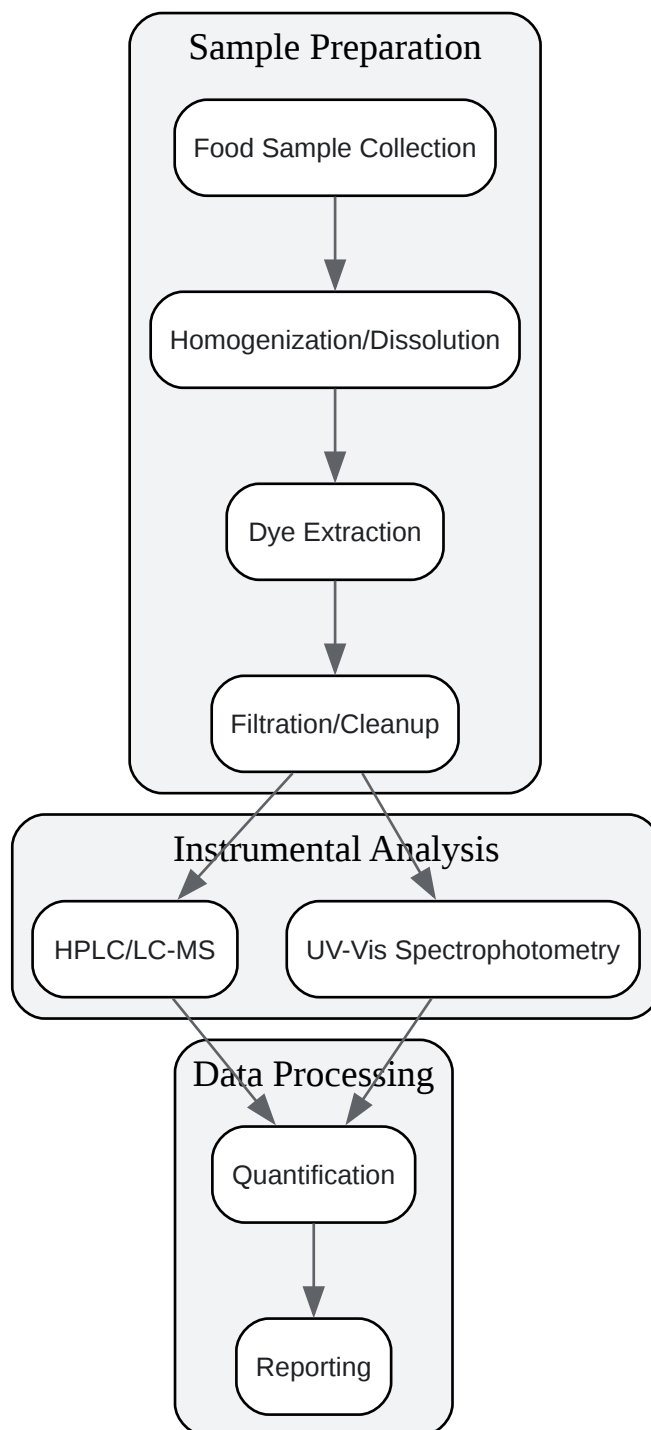 Sample Preparation
Food Sample Collection
Homogenization/Dissolution
Dye Extraction
Filtration/Cleanup
Instrumental Analysis
HPLC/LC-MS
UV-Vis Spectrophotometry
Data Processing
Quantification
Reporting